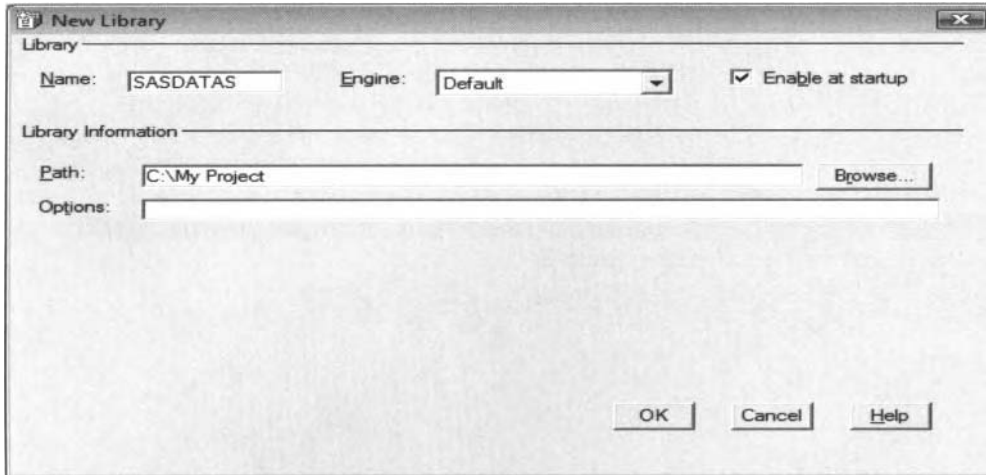 New Library
Library
Name: SASDATAS Engine: Default Enable at startup
Library Information
Path: C:\My Project Browse...
Options:
OK Cancel Help